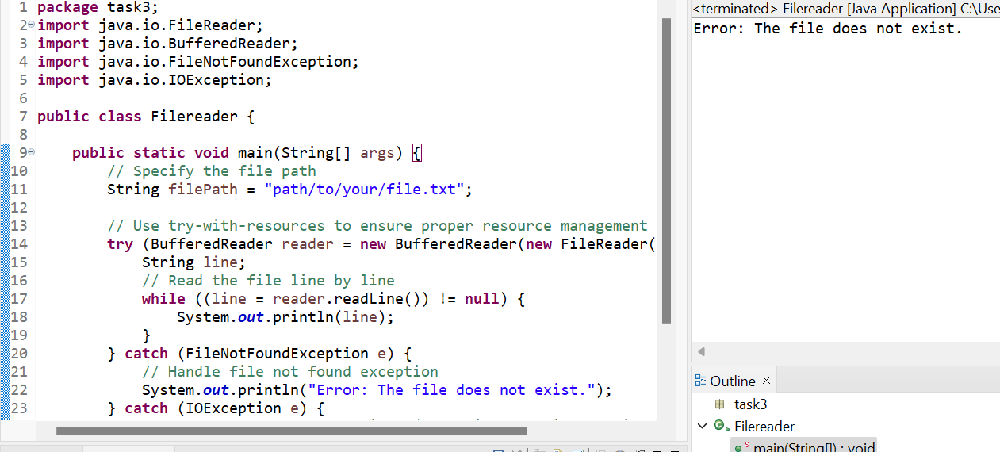 1 package task3;
2 import java.io.FileReader;
3 import java.io.BufferedReader;
4 import java.io.FileNotFoundException;
5 import java.io.IOException;
6
7 public class Filereader {
8
9     public static void main(String[] args) {
10         // Specify the file path
11         String filePath = "path/to/your/file.txt";
12
13         // Use try-with-resources to ensure proper resource management
14         try (BufferedReader reader = new BufferedReader(new FileReader(
15             String line;
16             // Read the file line by line
17             while ((line = reader.readLine()) != null) {
18                 System.out.println(line);
19             }
20         } catch (FileNotFoundException e) {
21             // Handle file not found exception
22             System.out.println("Error: The file does not exist.");
23         } catch (IOException e) {
<terminated> Filereader [Java Application] C:\Use
Error: The file does not exist.
Outline
task3
Filereader
main(String[]) : void